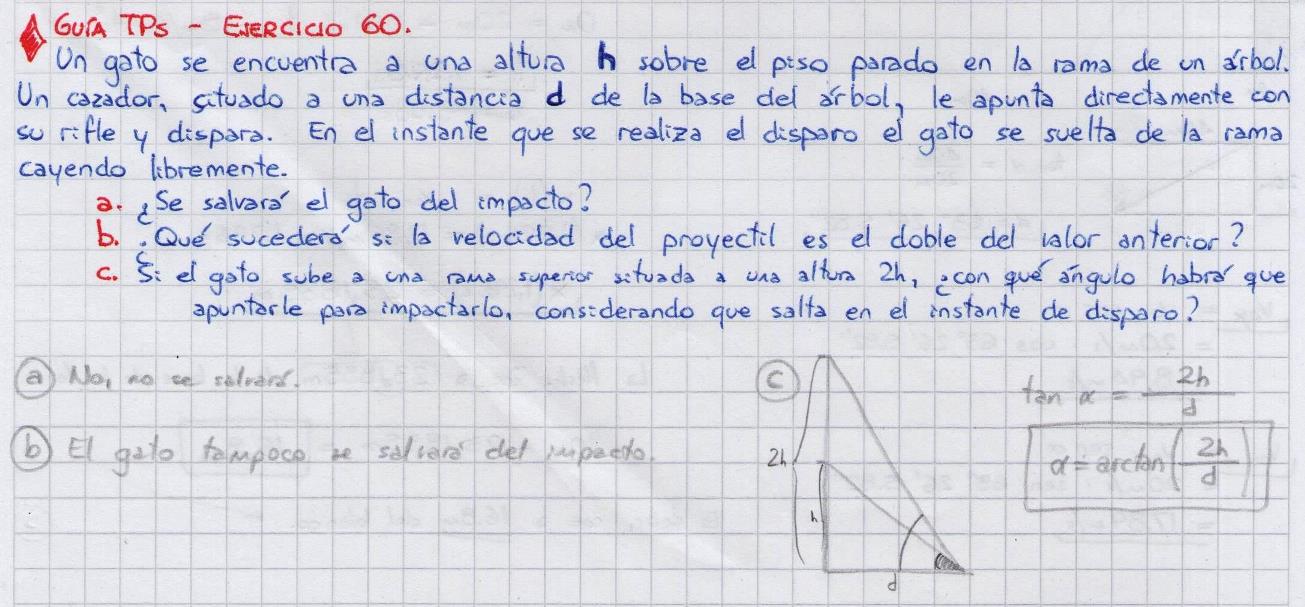 GUÍA TPs - EJERCICIO 60.
Un gato se encuentra a una altura h sobre el piso parado en la rama de un árbol.
Un cazador, situado a una distancia d de la base del árbol, le apunta directamente con
su rifle y dispara. En el instante que se realiza el disparo el gato se suelta de la rama
cayendo libremente.
a. ¿Se salvará el gato del impacto?
b. ¿Qué sucederá si la velocidad del proyectil es el doble del valor anterior?
c. Si el gato sube a una rama superior situada a una altura 2h, ¿con qué ángulo habrá que
apuntarle para impactarlo, considerando que salta en el instante de disparo?
a No, no se salvará.
b El gato tampoco se salvará del impacto.
c
2h
h
d
tan α = 2h/d
α = arctan(2h/d)